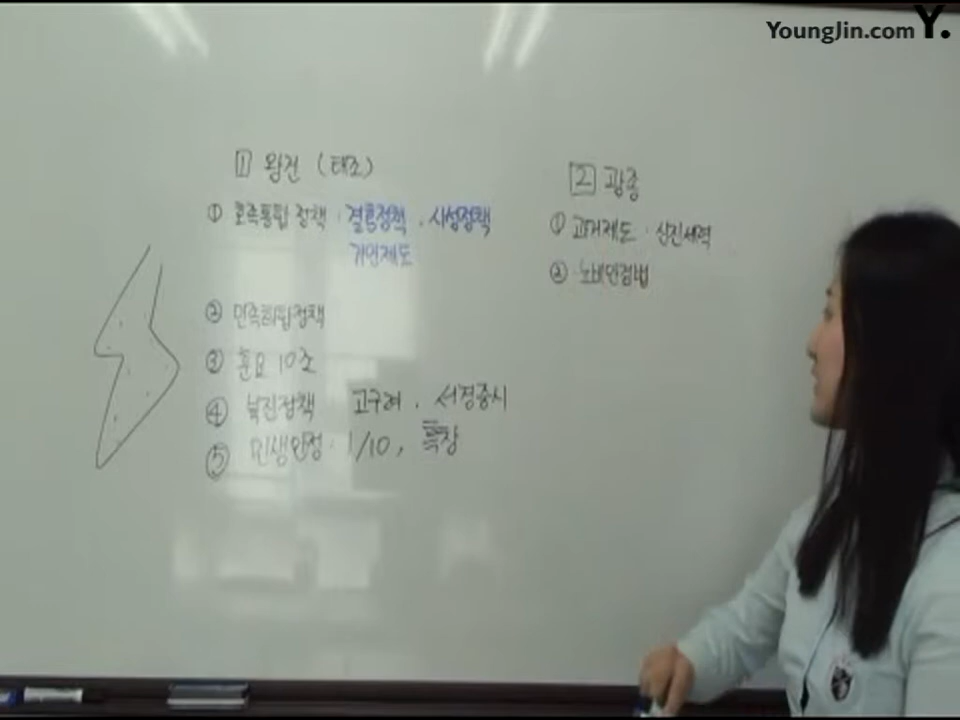 YoungJin.com Y.
1 왕건 (태조)
① 호족통합 정책 · 결혼정책 . 사성정책
기인제도
② 민족화합정책
③ 훈요 10조
④ 북진정책 고구려 . 서경중시
⑤ 민생안정 · 1/10, 흑창
2 광종
① 과거제도 · 신진세력
② 노비안검법